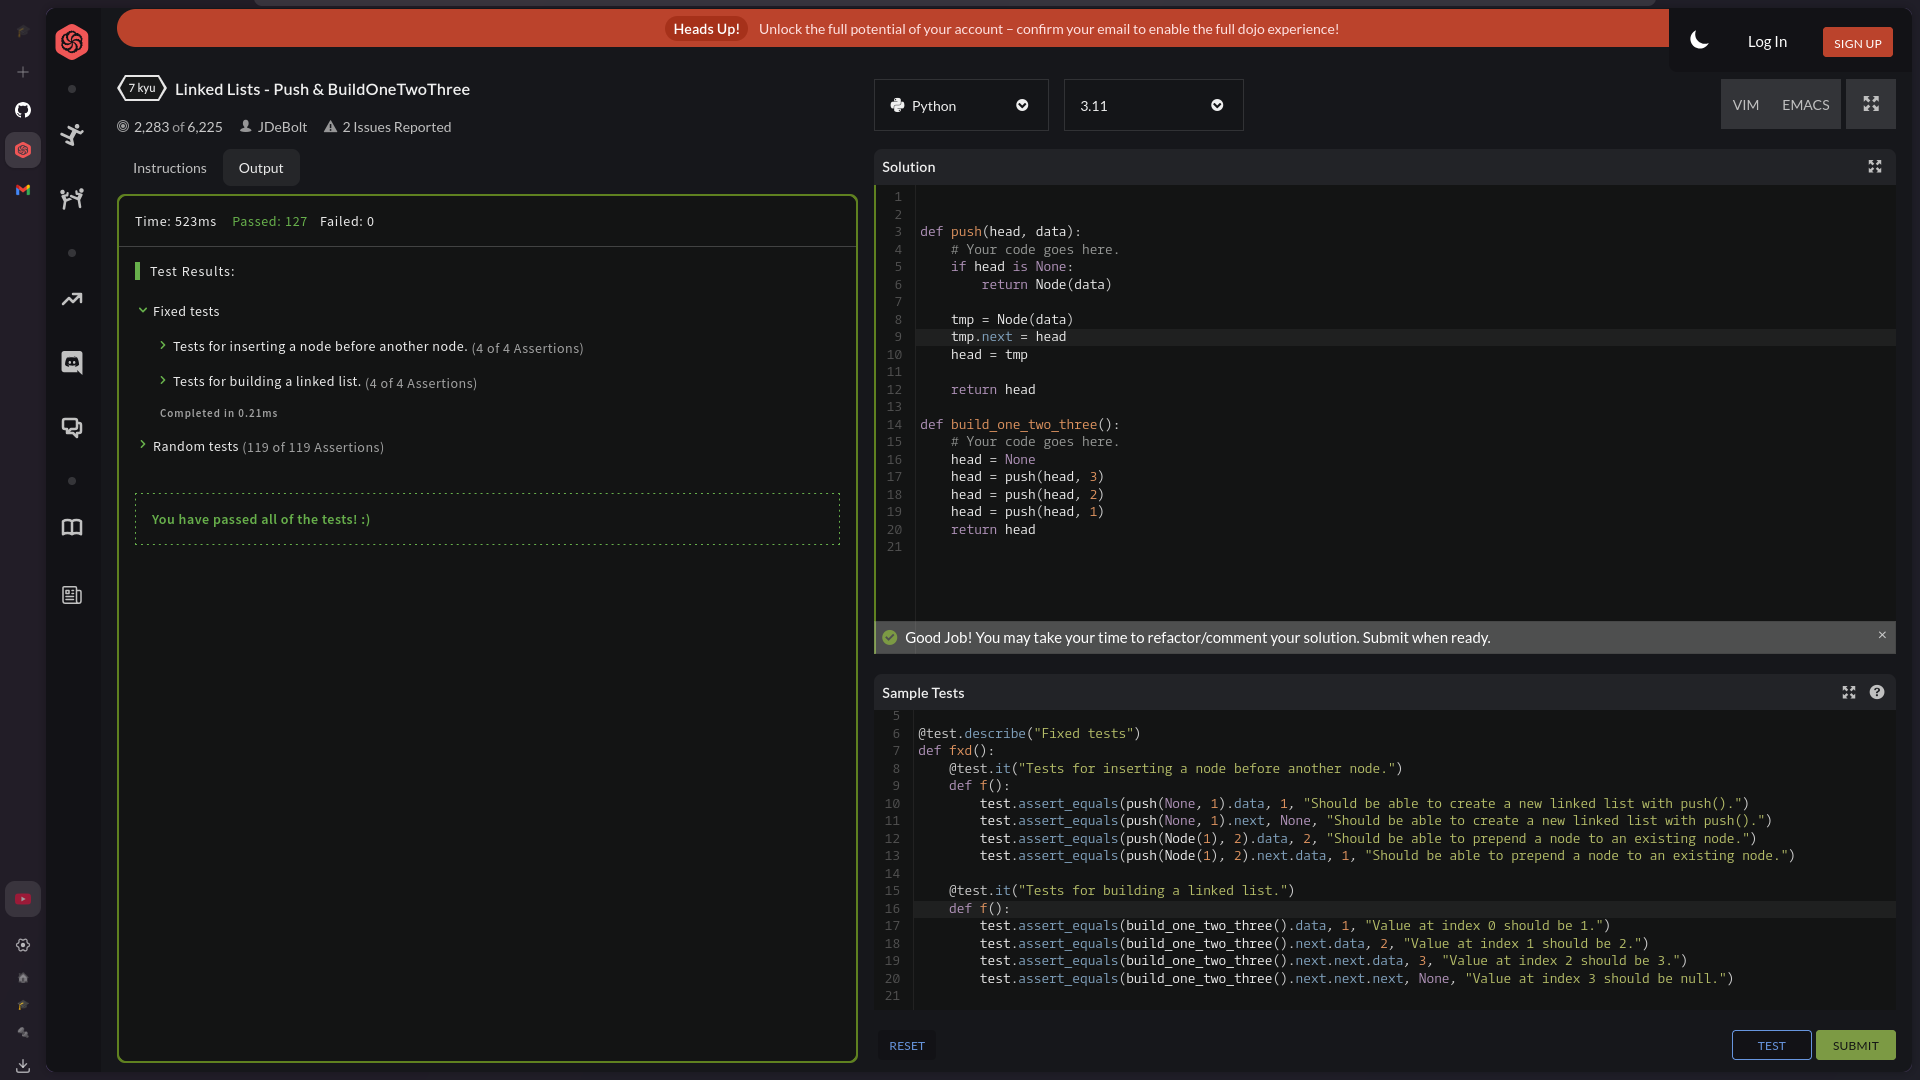 Heads Up! Unlock the full potential of your account – confirm your email to enable the full dojo experience!
Log In
SIGN UP
7 kyu Linked Lists - Push & BuildOneTwoThree
2,283 of 6,225 JDeBolt 2 Issues Reported
Python
3.11
VIM EMACS
Instructions Output
Time: 523ms Passed: 127 Failed: 0
Test Results:
Fixed tests
Tests for inserting a node before another node. (4 of 4 Assertions)
Tests for building a linked list. (4 of 4 Assertions)
Completed in 0.21ms
Random tests (119 of 119 Assertions)
You have passed all of the tests! :)
Solution
1
2
3 def push(head, data):
4     # Your code goes here.
5     if head is None:
6         return Node(data)
7
8     tmp = Node(data)
9     tmp.next = head
10     head = tmp
11
12     return head
13
14 def build_one_two_three():
15     # Your code goes here.
16     head = None
17     head = push(head, 3)
18     head = push(head, 2)
19     head = push(head, 1)
20     return head
21
Good Job! You may take your time to refactor/comment your solution. Submit when ready. ×
Sample Tests
5
6 @test.describe("Fixed tests")
7 def fxd():
8     @test.it("Tests for inserting a node before another node.")
9     def f():
10         test.assert_equals(push(None, 1).data, 1, "Should be able to create a new linked list with push().")
11         test.assert_equals(push(None, 1).next, None, "Should be able to create a new linked list with push().")
12         test.assert_equals(push(Node(1), 2).data, 2, "Should be able to prepend a node to an existing node.")
13         test.assert_equals(push(Node(1), 2).next.data, 1, "Should be able to prepend a node to an existing node.")
14
15     @test.it("Tests for building a linked list.")
16     def f():
17         test.assert_equals(build_one_two_three().data, 1, "Value at index 0 should be 1.")
18         test.assert_equals(build_one_two_three().next.data, 2, "Value at index 1 should be 2.")
19         test.assert_equals(build_one_two_three().next.next.data, 3, "Value at index 2 should be 3.")
20         test.assert_equals(build_one_two_three().next.next.next, None, "Value at index 3 should be null.")
21
RESET
TEST
SUBMIT